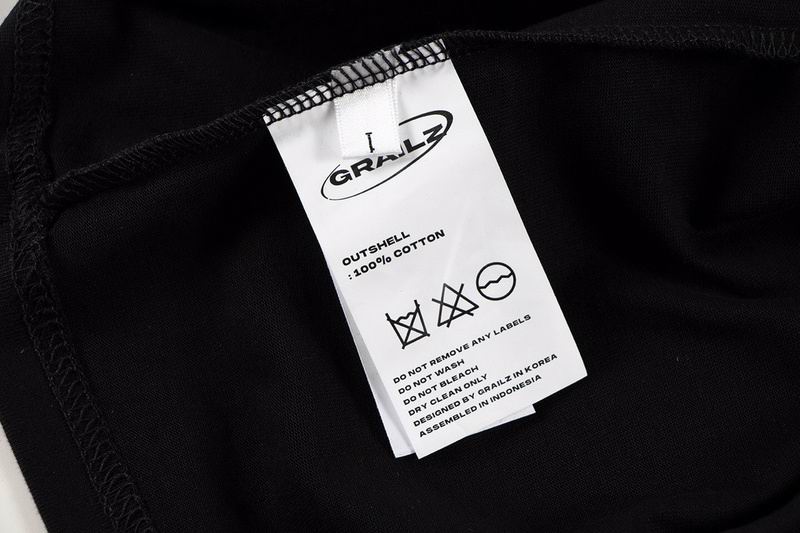 I
GRAILZ
OUTSHELL
: 100% COTTON
DO NOT REMOVE ANY LABELS
DO NOT WASH
DO NOT BLEACH
DRY CLEAN ONLY
DESIGNED BY GRAILZ IN KOREA
ASSEMBLED IN INDONESIA